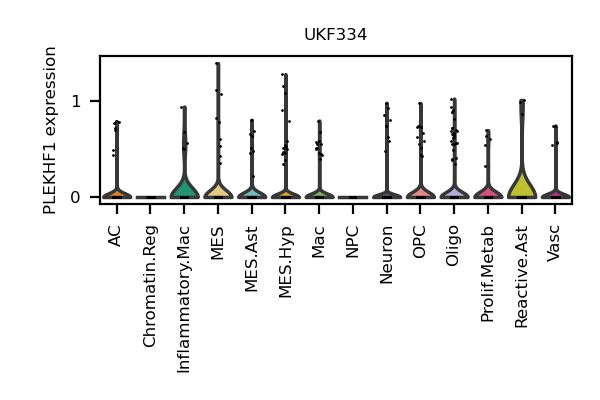 UKF334
PLEKHF1 expression
1
0
AC
Chromatin.Reg
Inflammatory.Mac
MES
MES.Ast
MES.Hyp
Mac
NPC
Neuron
OPC
Oligo
Prolif.Metab
Reactive.Ast
Vasc